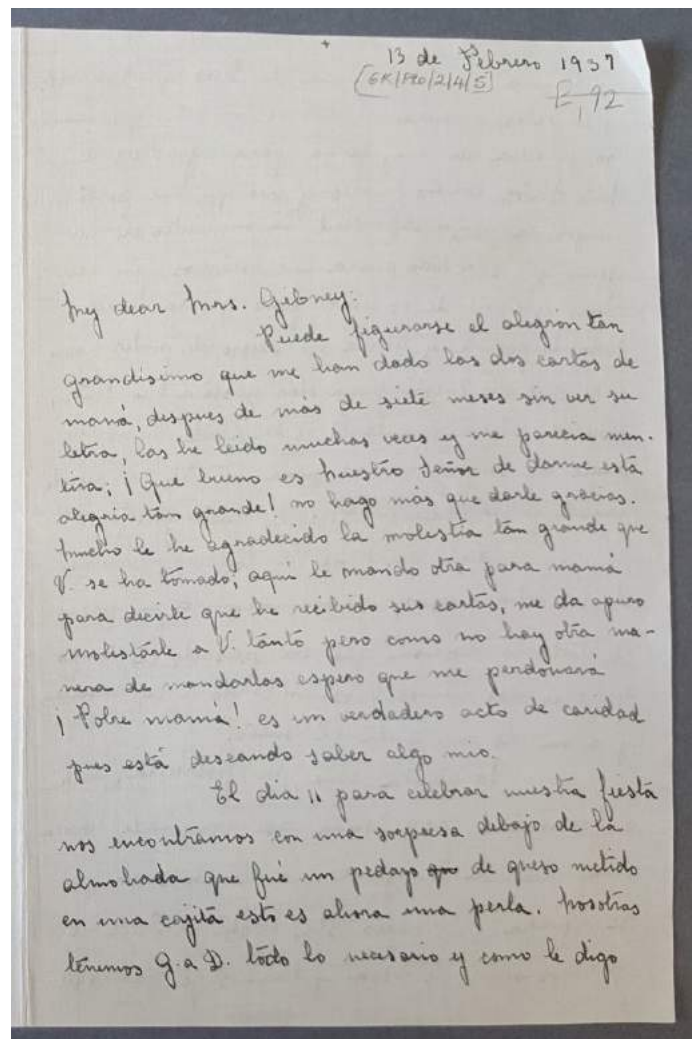 13 de Febrero 1937
[GK/PRO/2/4/5]
E, 92
My dear Mrs. Gibney:
Puede figurarse el alegrón tan
grandísimo que me han dado las dos cartas de
mamá, despues de más de siete meses sin ver su
letra, las he leido muchas veces y me parecia men-
tira; ¡Que bueno es Nuestro Señor de darme esta
alegria tan grande! no hago más que darle gracias.
Mucho le he agradecido la molestia tan grande que
V. se ha tomado; aquí le mando otra para mamá
para decirle que he recibido sus cartas, me da apuro
molestarle a V. tánto pero como no hay otra ma-
nera de mandarlas espero que me perdonará
¡Pobre mamá! es un verdadero acto de caridad
pues está deseando saber algo mio.
El dia 11 para celebrar nuestra fiesta
nos encontramos con una sorpresa debajo de la
almohada que fué un pedazo que de queso metido
en una cajita esto es ahora una perla. Nosotras
tenemos G. a D. todo lo necesario y como le digo